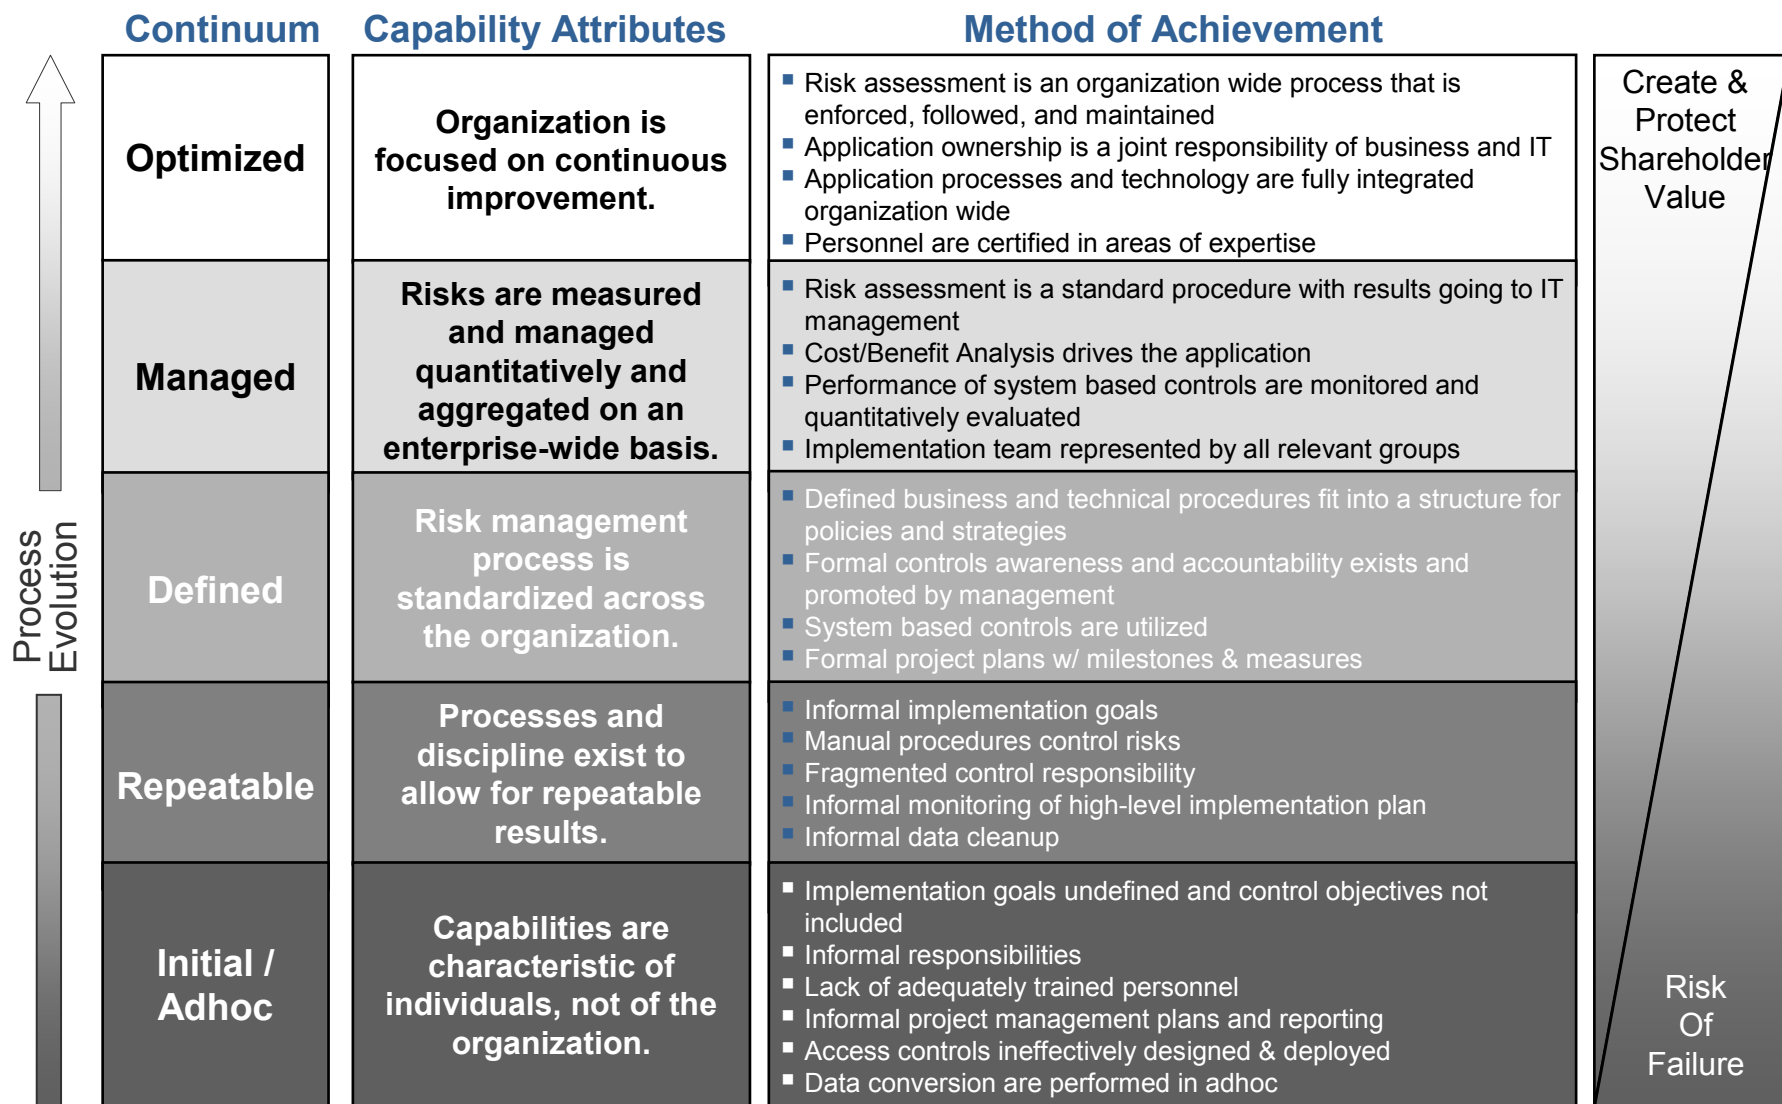 Continuum
Capability Attributes
Method of Achievement
Process
Evolution
Optimized
Organization is
focused on continuous
improvement.
▪ Risk assessment is an organization wide process that is
enforced, followed, and maintained
▪ Application ownership is a joint responsibility of business and IT
▪ Application processes and technology are fully integrated
organization wide
▪ Personnel are certified in areas of expertise
Managed
Risks are measured
and managed
quantitatively and
aggregated on an
enterprise-wide basis.
▪ Risk assessment is a standard procedure with results going to IT
management
▪ Cost/Benefit Analysis drives the application
▪ Performance of system based controls are monitored and
quantitatively evaluated
▪ Implementation team represented by all relevant groups
Defined
Risk management
process is
standardized across
the organization.
▪ Defined business and technical procedures fit into a structure for
policies and strategies
▪ Formal controls awareness and accountability exists and
promoted by management
▪ System based controls are utilized
▪ Formal project plans w/ milestones & measures
Repeatable
Processes and
discipline exist to
allow for repeatable
results.
▪ Informal implementation goals
▪ Manual procedures control risks
▪ Fragmented control responsibility
▪ Informal monitoring of high-level implementation plan
▪ Informal data cleanup
Initial /
Adhoc
Capabilities are
characteristic of
individuals, not of the
organization.
▪ Implementation goals undefined and control objectives not
included
▪ Informal responsibilities
▪ Lack of adequately trained personnel
▪ Informal project management plans and reporting
▪ Access controls ineffectively designed & deployed
▪ Data conversion are performed in adhoc
Create &
Protect
Shareholder
Value
Risk
Of
Failure